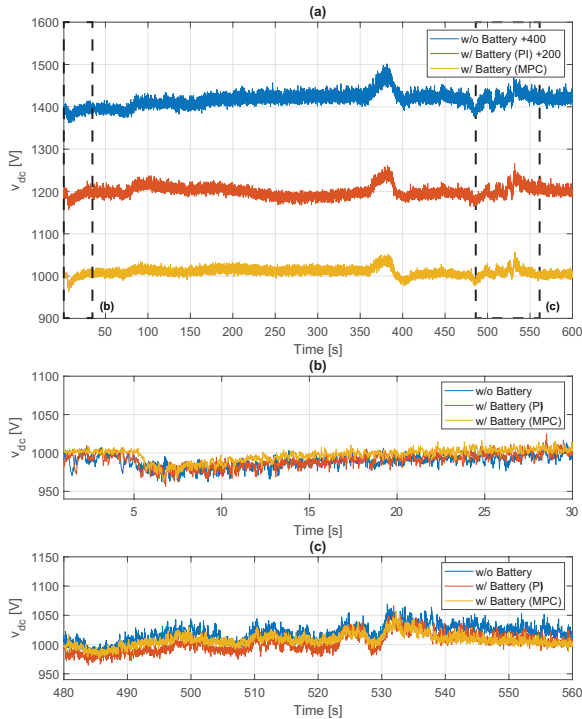 (a)
1600
1500
1400
1300
1200
1100
1000
900
v_dc [V]
w/o Battery +400
w/ Battery (PI) +200
w/ Battery (MPC)
(b)
(c)
50 100 150 200 250 300 350 400 450 500 550 600
Time [s]
(b)
1100
1050
1000
950
v_dc [V]
w/o Battery
w/ Battery (PI)
w/ Battery (MPC)
5 10 15 20 25 30
Time [s]
(c)
1150
1100
1050
1000
950
v_dc [V]
w/o Battery
w/ Battery (PI)
w/ Battery (MPC)
480 490 500 510 520 530 540 550 560
Time [s]